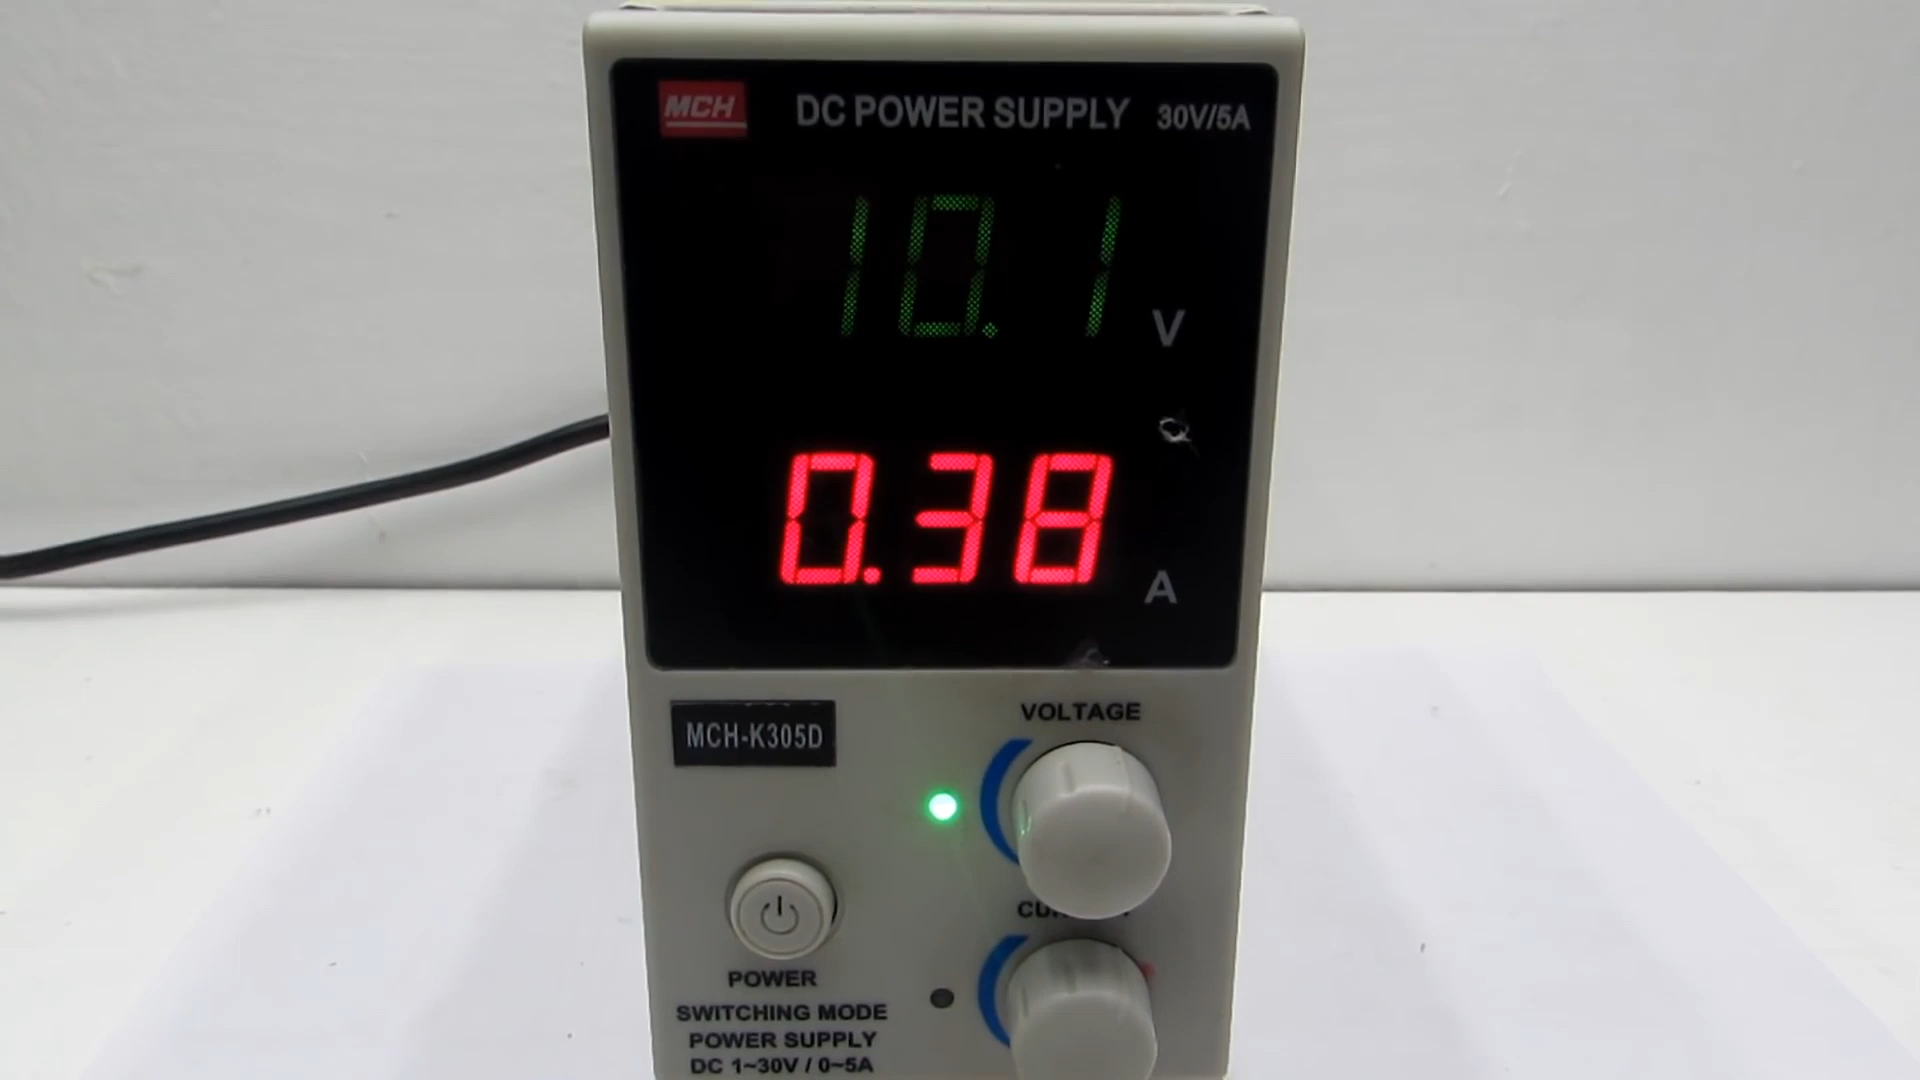 MCH DC POWER SUPPLY 30V/5A
10.1 V
0.38 A
MCH-K305D
VOLTAGE
POWER
SWITCHING MODE
POWER SUPPLY
DC 1~30V / 0~5A